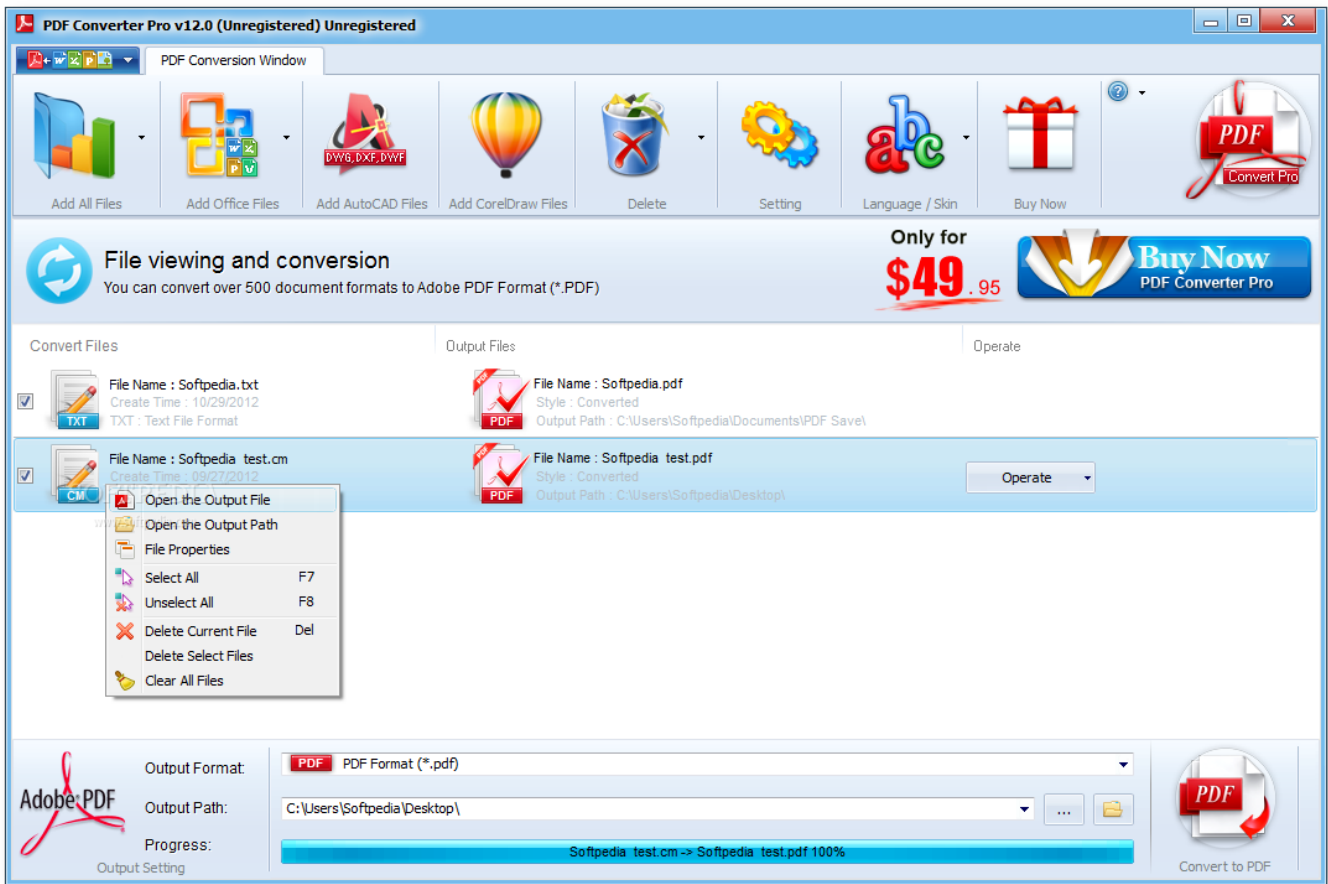 PDF Converter Pro v12.0 (Unregistered) Unregistered
PDF Conversion Window
DWG,DXF,DWF
PDF
Convert Pro
Add All Files
Add Office Files
Add AutoCAD Files
Add CorelDraw Files
Delete
Setting
Language / Skin
Buy Now
File viewing and conversion
You can convert over 500 document formats to Adobe PDF Format (*.PDF)
Only for
$49.95
Buy Now
PDF Converter Pro
Convert Files
Output Files
Operate
File Name : Softpedia.txt
Create Time : 10/29/2012
TXT : Text File Format
TXT
File Name : Softpedia.pdf
Style : Converted
Output Path : C:\Users\Softpedia\Documents\PDF Save\
PDF
File Name : Softpedia test.cm
Create Time : 09/27/2012
CM
File Name : Softpedia test.pdf
Style : Converted
Output Path : C:\Users\Softpedia\Desktop\
PDF
Operate
Open the Output File
Open the Output Path
File Properties
Select All F7
Unselect All F8
Delete Current File Del
Delete Select Files
Clear All Files
Adobe PDF
Output Setting
Output Format: PDF PDF Format (*.pdf)
Output Path: C:\Users\Softpedia\Desktop\ ...
Progress: Softpedia test.cm -> Softpedia test.pdf 100%
PDF
Convert to PDF